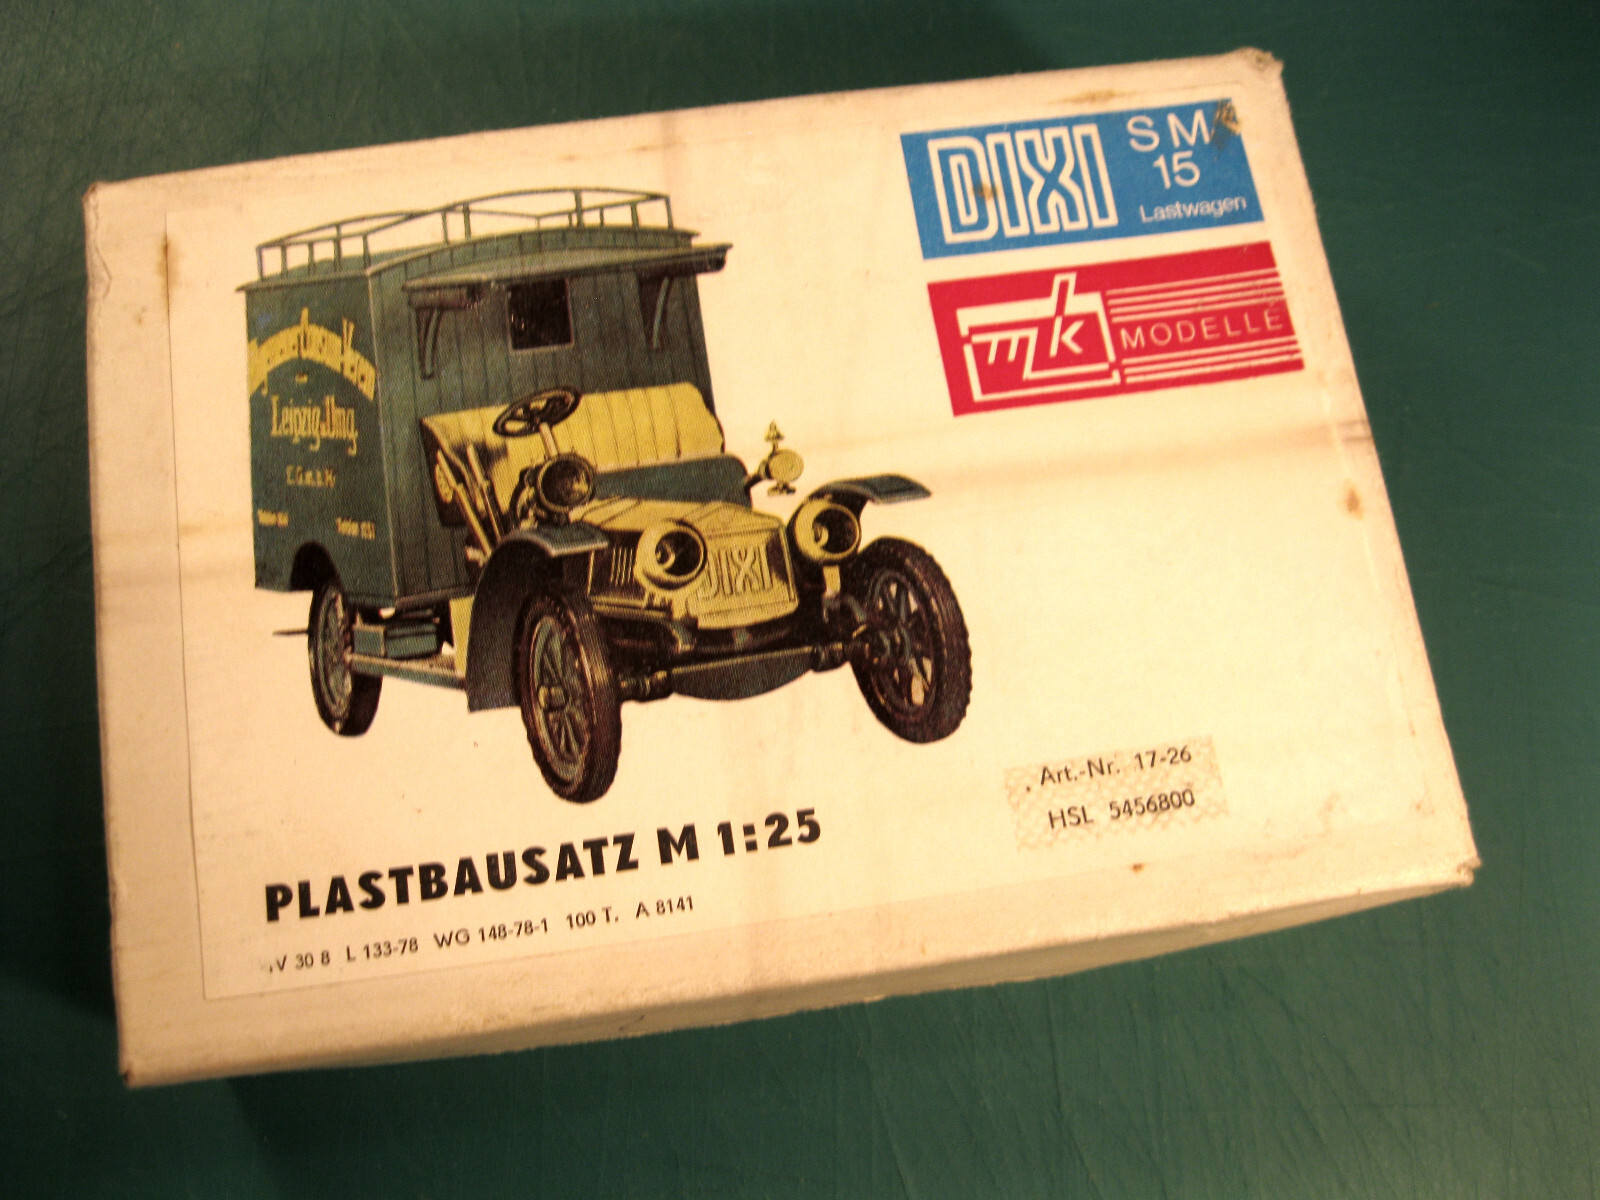 DIXI
S M
15
Lastwagen
mk
MODELLE
Leipzig
E.G.m.b.H.
DIXI
Art.-Nr. 17-26
HSL 5456800
PLASTBAUSATZ M 1:25
V 30 8 L 133-78 WG 148-78-1 100 T. A 8141